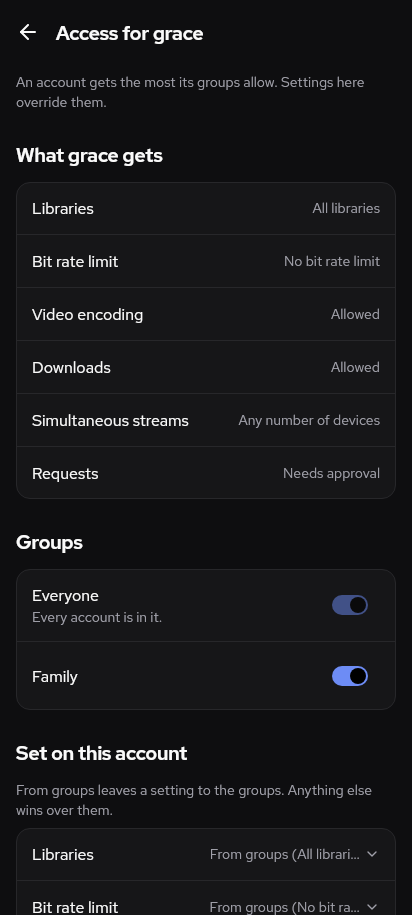 Access for grace
An account gets the most its groups allow. Settings here
override them.
What grace gets
Libraries All libraries
Bit rate limit No bit rate limit
Video encoding Allowed
Downloads Allowed
Simultaneous streams Any number of devices
Requests Needs approval
Groups
Everyone
Every account is in it.
Family
Set on this account
From groups leaves a setting to the groups. Anything else
wins over them.
Libraries From groups (All librari...
Bit rate limit From groups (No bit ra...